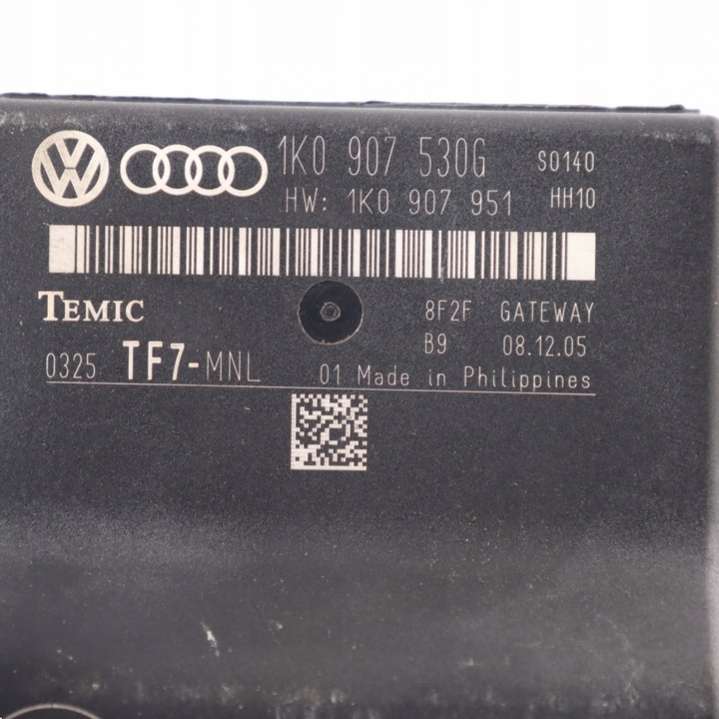 1K0 907 530G S0140
HW: 1K0 907 951 HH10
TEMIC 8F2F GATEWAY
B9 08.12.05
0325 TF7-MNL 01 Made in Philippines